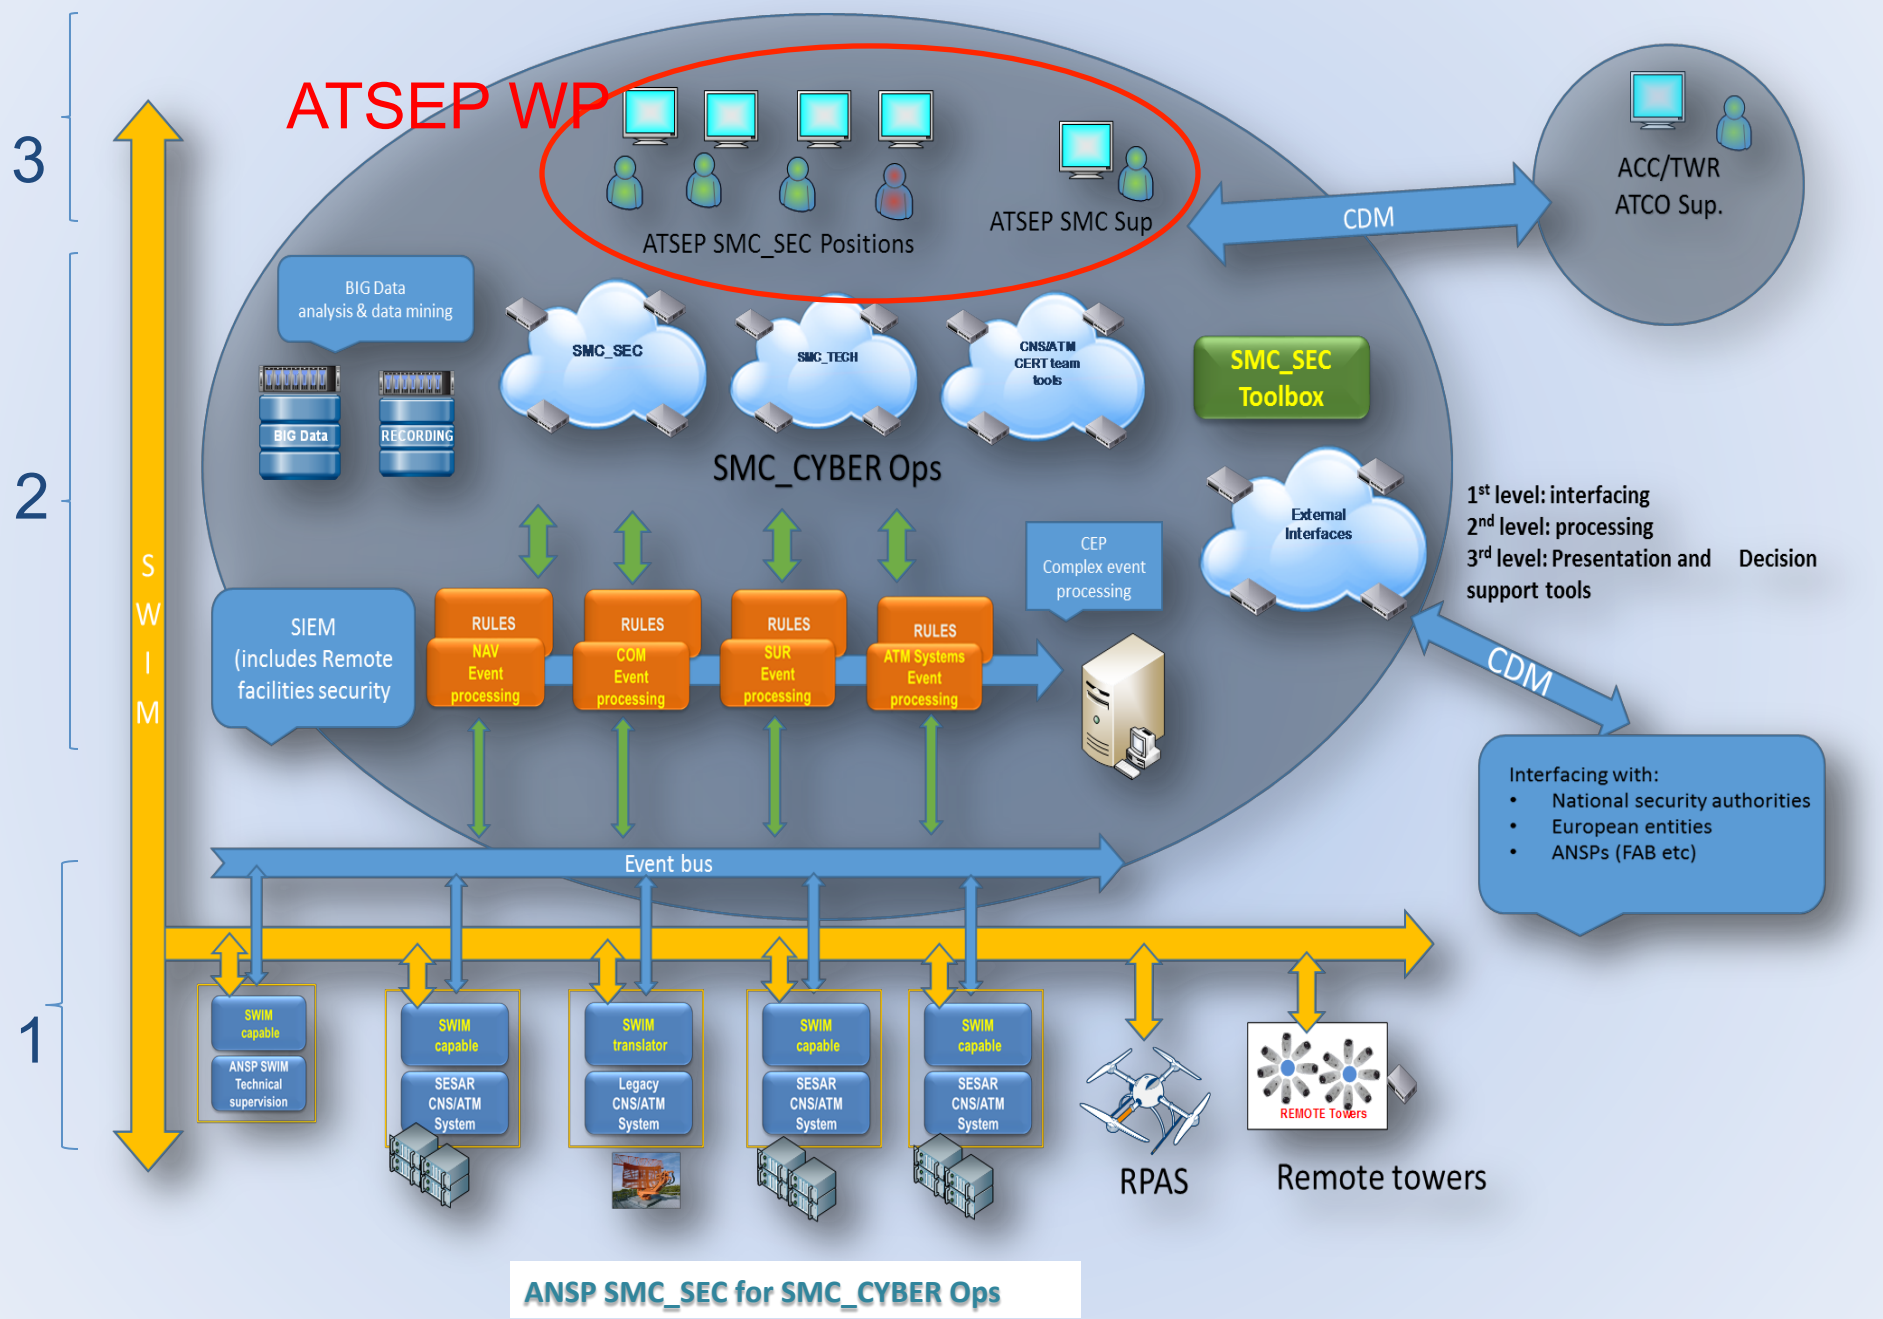 3
ATSEP WP
ATSEP SMC_SEC Positions
ATSEP SMC Sup
CDM
ACC/TWR
ATCO Sup.
2
BIG Data
analysis & data mining
BIG Data
RECORDING
SMC_SEC
SMC_TECH
CNS/ATM
CERT team
tools
SMC_SEC
Toolbox
SMC_CYBER Ops
External
Interfaces
1st level: interfacing
2nd level: processing
3rd level: Presentation and Decision
support tools
CDM
Interfacing with:
• National security authorities
• European entities
• ANSPs (FAB etc)
S
W
I
M
SIEM
(includes Remote
facilities security
RULES
NAV
Event
processing
RULES
COM
Event
processing
RULES
SUR
Event
processing
RULES
ATM Systems
Event
processing
CEP
Complex event
processing
Event bus
1
SWIM
capable
ANSP SWIM
Technical
supervision
SWIM
capable
SESAR
CNS/ATM
System
SWIM
translator
Legacy
CNS/ATM
System
SWIM
capable
SESAR
CNS/ATM
System
SWIM
capable
SESAR
CNS/ATM
System
RPAS
REMOTE Towers
Remote towers
ANSP SMC_SEC for SMC_CYBER Ops